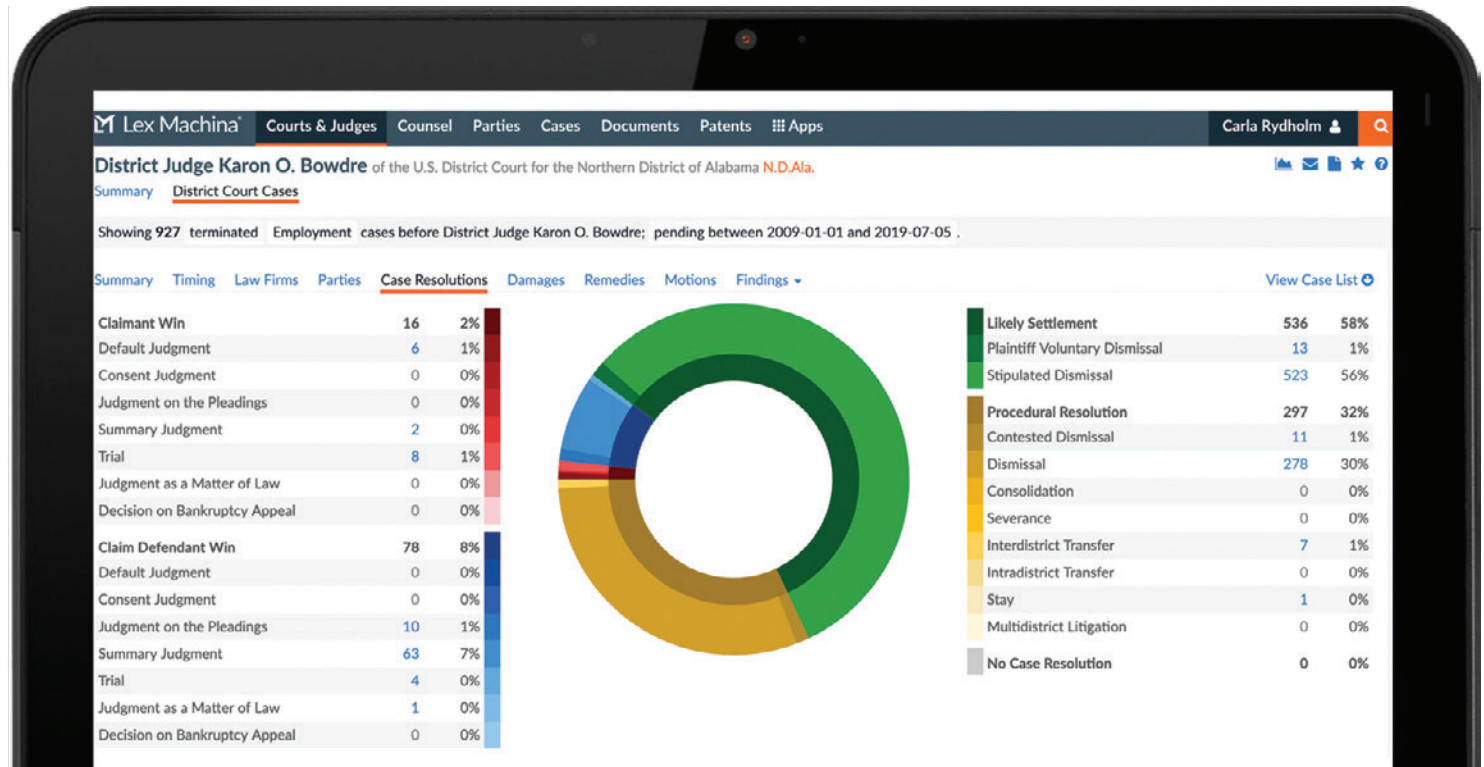 Lex Machina® Courts & Judges Counsel Parties Cases Documents Patents Apps Carla Rydholm
District Judge Karon O. Bowdre of the U.S. District Court for the Northern District of Alabama N.D.Ala.
Summary District Court Cases
Showing 927 terminated Employment cases before District Judge Karon O. Bowdre; pending between 2009-01-01 and 2019-07-05 .
Summary Timing Law Firms Parties Case Resolutions Damages Remedies Motions Findings View Case List
Claimant Win 16 2%
Default Judgment 6 1%
Consent Judgment 0 0%
Judgment on the Pleadings 0 0%
Summary Judgment 2 0%
Trial 8 1%
Judgment as a Matter of Law 0 0%
Decision on Bankruptcy Appeal 0 0%
Claim Defendant Win 78 8%
Default Judgment 0 0%
Consent Judgment 0 0%
Judgment on the Pleadings 10 1%
Summary Judgment 63 7%
Trial 4 0%
Judgment as a Matter of Law 1 0%
Decision on Bankruptcy Appeal 0 0%
Likely Settlement 536 58%
Plaintiff Voluntary Dismissal 13 1%
Stipulated Dismissal 523 56%
Procedural Resolution 297 32%
Contested Dismissal 11 1%
Dismissal 278 30%
Consolidation 0 0%
Severance 0 0%
Interdistrict Transfer 7 1%
Intradistrict Transfer 0 0%
Stay 1 0%
Multidistrict Litigation 0 0%
No Case Resolution 0 0%